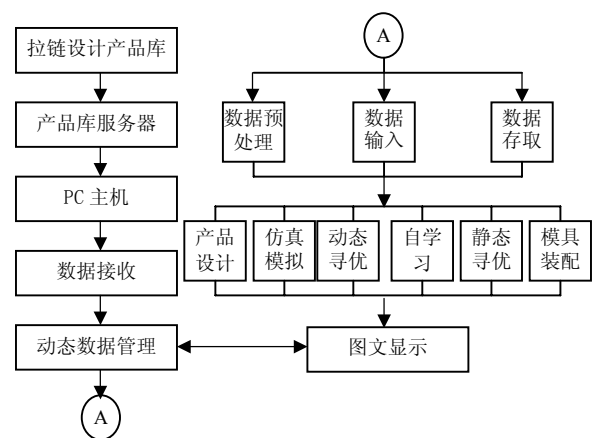 拉链设计产品库
产品库服务器
PC 主机
数据接收
动态数据管理
A
A
数据预
处理
数据
输入
数据
存取
产品
设计
仿真
模拟
动态
寻优
自学
习
静态
寻优
模具
装配
图文显示